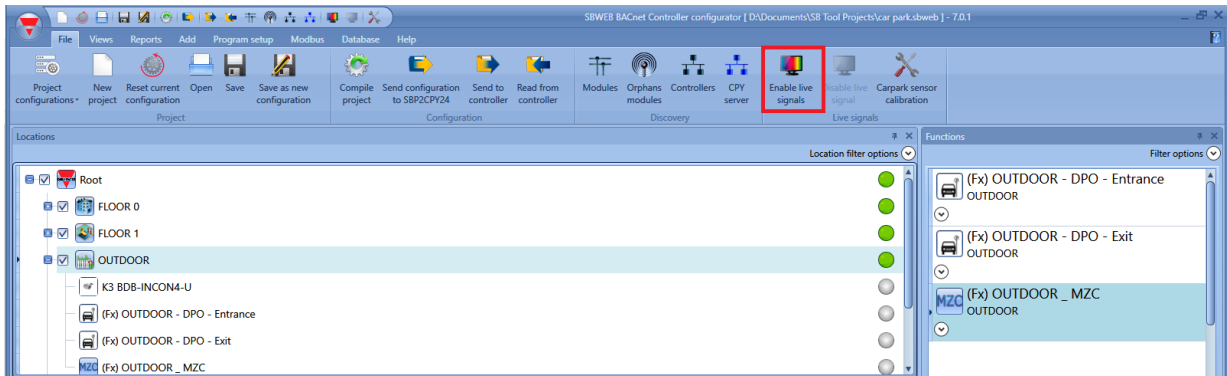 SBWEB BACnet Controller configurator [ D:\Documents\SB Tool Projects\car park.sbweb ] - 7.0.1
File Views Reports Add Program setup Modbus Database Help
Project configurations
New project
Reset current configuration
Open
Save
Save as new configuration
Compile project
Send configuration to SBP2CPY24
Send to controller
Read from controller
Modules
Orphans modules
Controllers
CPY server
Enable live signals
Disable live signal
Carpark sensor calibration
Project
Configuration
Discovery
Live signals
Locations
Location filter options
Root
FLOOR 0
FLOOR 1
OUTDOOR
K3 BDB-INCON4-U
(Fx) OUTDOOR - DPO - Entrance
(Fx) OUTDOOR - DPO - Exit
MZC (Fx) OUTDOOR _ MZC
Functions
Filter options
(Fx) OUTDOOR - DPO - Entrance
OUTDOOR
(Fx) OUTDOOR - DPO - Exit
OUTDOOR
MZC (Fx) OUTDOOR _ MZC
OUTDOOR